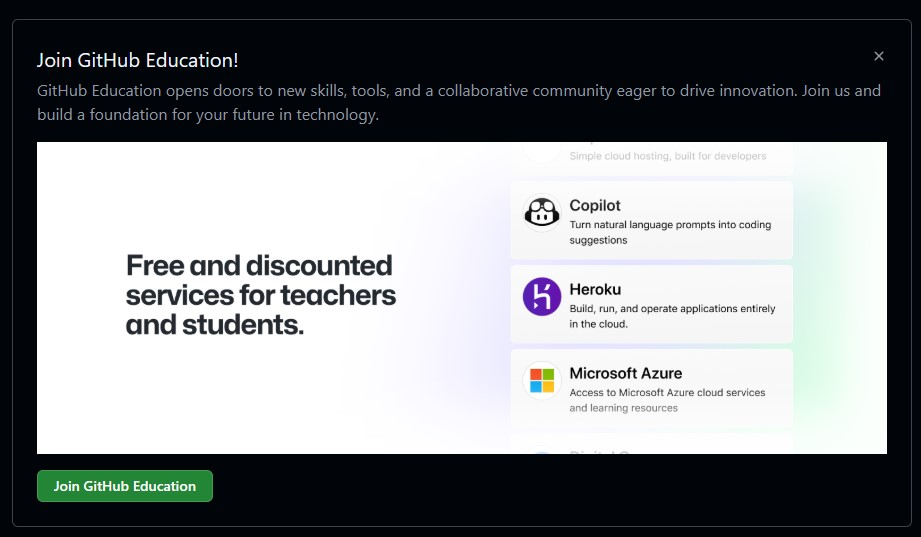 Join GitHub Education!
GitHub Education opens doors to new skills, tools, and a collaborative community eager to drive innovation. Join us and
build a foundation for your future in technology.
Simple cloud hosting, built for developers
Copilot
Turn natural language prompts into coding
suggestions
Free and discounted
services for teachers
and students.
Heroku
Build, run, and operate applications entirely
in the cloud.
Microsoft Azure
Access to Microsoft Azure cloud services
and learning resources
Join GitHub Education